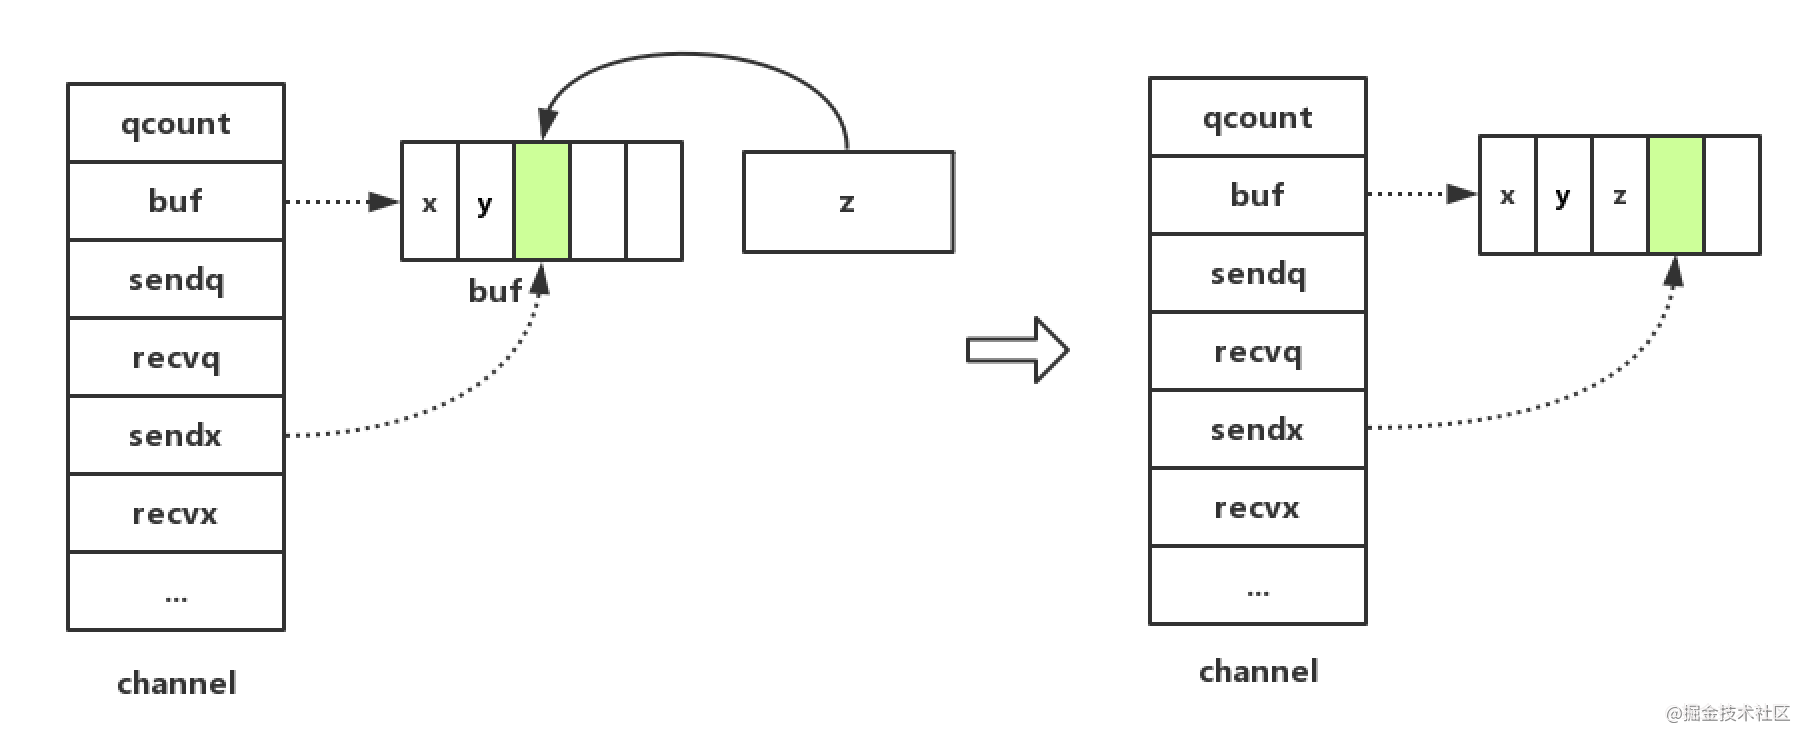 qcount
buf
sendq
recvq
sendx
recvx
...
channel
x y
buf
z
qcount
buf
sendq
recvq
sendx
recvx
...
channel
x y z
@掘金技术社区